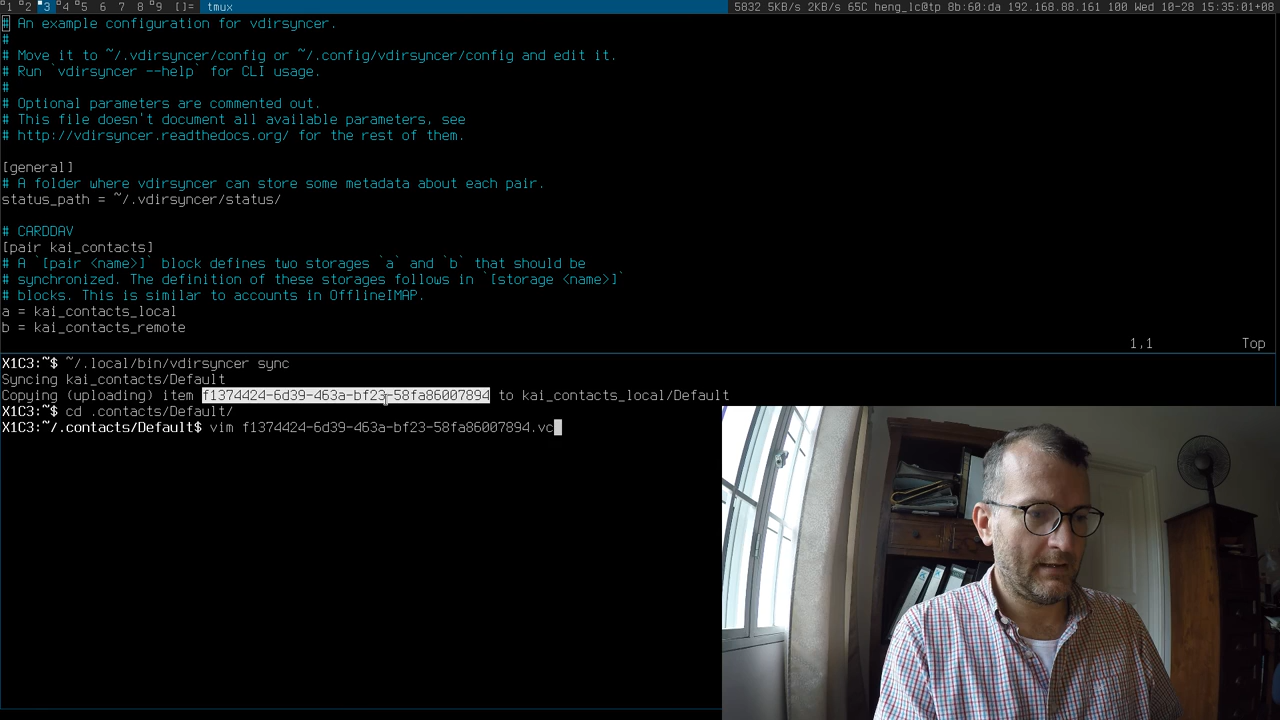 1 2 3 4 5 6 7 8 9 []= tmux 5832 5KB/s 2KB/s 65C heng_lc@tp 8b:60:da 192.168.88.161 100 Wed 10-28 15:35:01+08
# An example configuration for vdirsyncer.
#
# Move it to ~/.vdirsyncer/config or ~/.config/vdirsyncer/config and edit it.
# Run `vdirsyncer --help` for CLI usage.
#
# Optional parameters are commented out.
# This file doesn't document all available parameters, see
# http://vdirsyncer.readthedocs.org/ for the rest of them.
[general]
# A folder where vdirsyncer can store some metadata about each pair.
status_path = ~/.vdirsyncer/status/
# CARDDAV
[pair kai_contacts]
# A `[pair <name>]` block defines two storages `a` and `b` that should be
# synchronized. The definition of these storages follows in `[storage <name>]`
# blocks. This is similar to accounts in OfflineIMAP.
a = kai_contacts_local
b = kai_contacts_remote
1,1 Top
X1C3:~$ ~/.local/bin/vdirsyncer sync
Syncing kai_contacts/Default
Copying (uploading) item f1374424-6d39-463a-bf23-58fa86007894 to kai_contacts_local/Default
X1C3:~$ cd .contacts/Default/
X1C3:~/.contacts/Default$ vim f1374424-6d39-463a-bf23-58fa86007894.vc